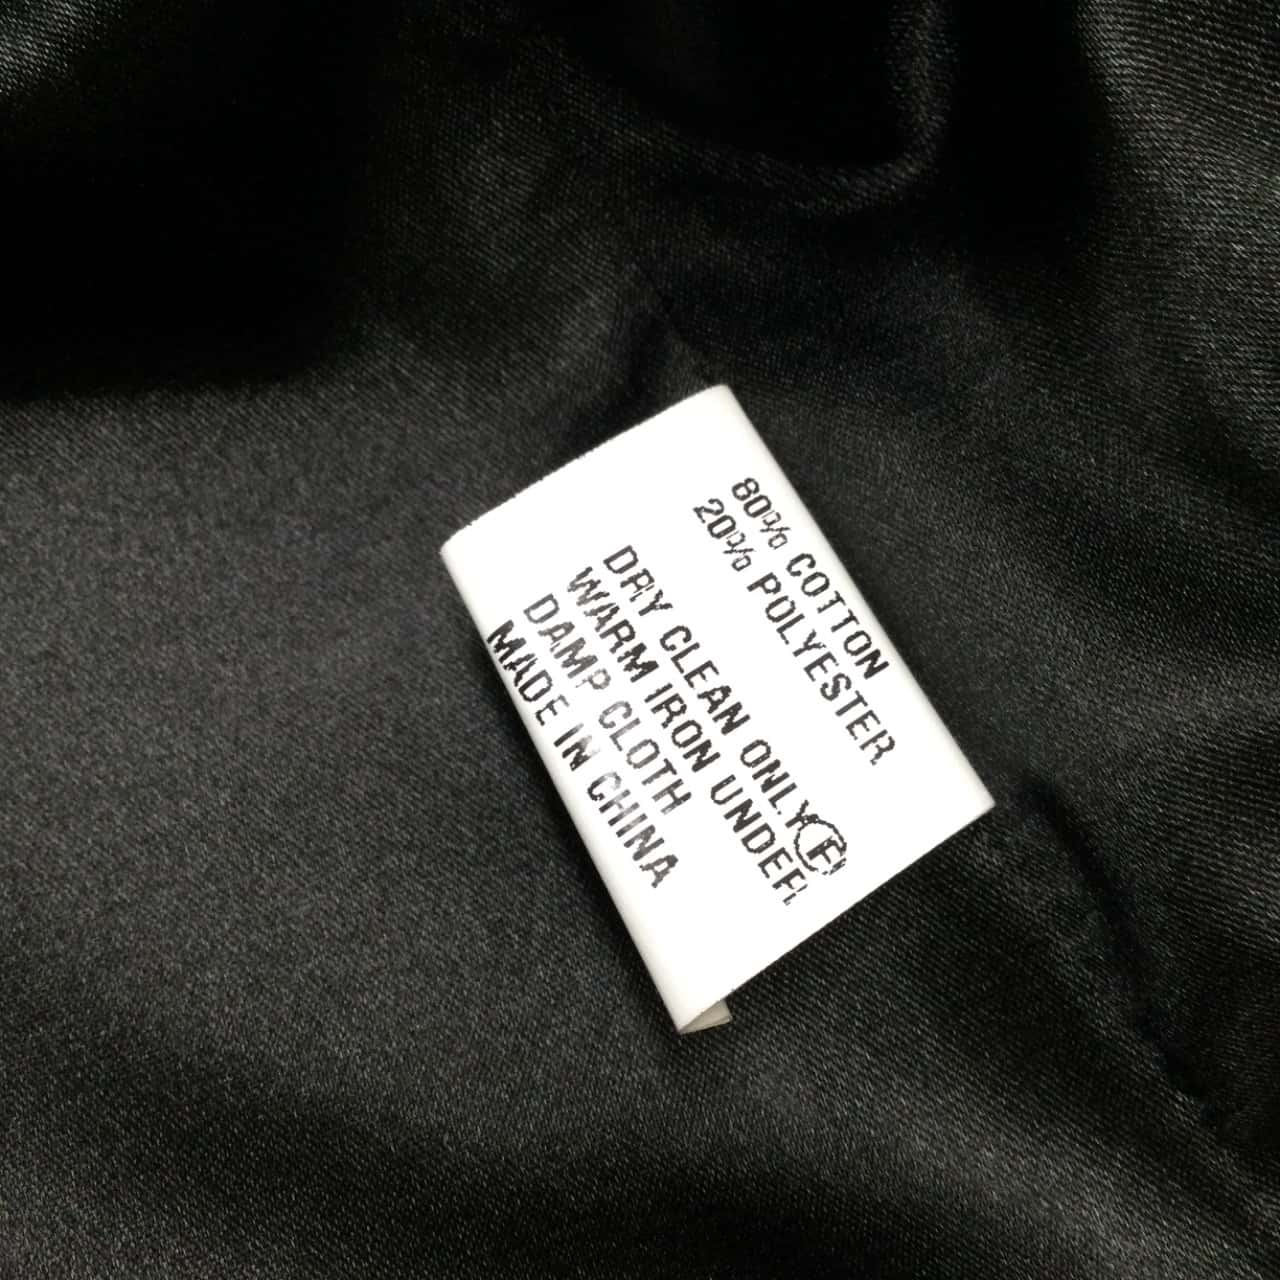 80% COTTON
20% POLYESTER
DRY CLEAN ONLY Ⓕ
WARM IRON UNDER
DAMP CLOTH
MADE IN CHINA